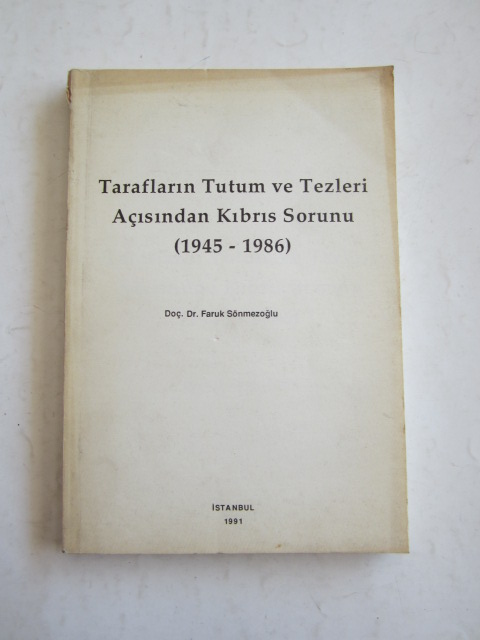 Tarafların Tutum ve Tezleri
Açısından Kıbrıs Sorunu
(1945 - 1986)
Doç. Dr. Faruk Sönmezoğlu
İSTANBUL
1991